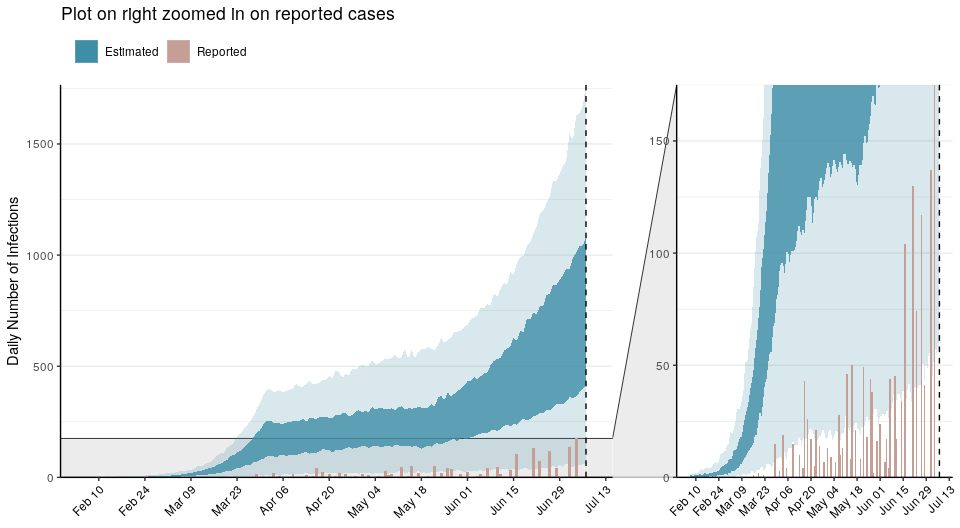 Plot on right zoomed in on reported cases
Estimated Reported
Daily Number of Infections
1500
1000
500
0
Feb 10 Feb 24 Mar 09 Mar 23 Apr 06 Apr 20 May 04 May 18 Jun 01 Jun 15 Jun 29 Jul 13
150
100
50
0
Feb 10 Feb 24 Mar 09 Mar 23 Apr 06 Apr 20 May 04 May 18 Jun 01 Jun 15 Jun 29 Jul 13